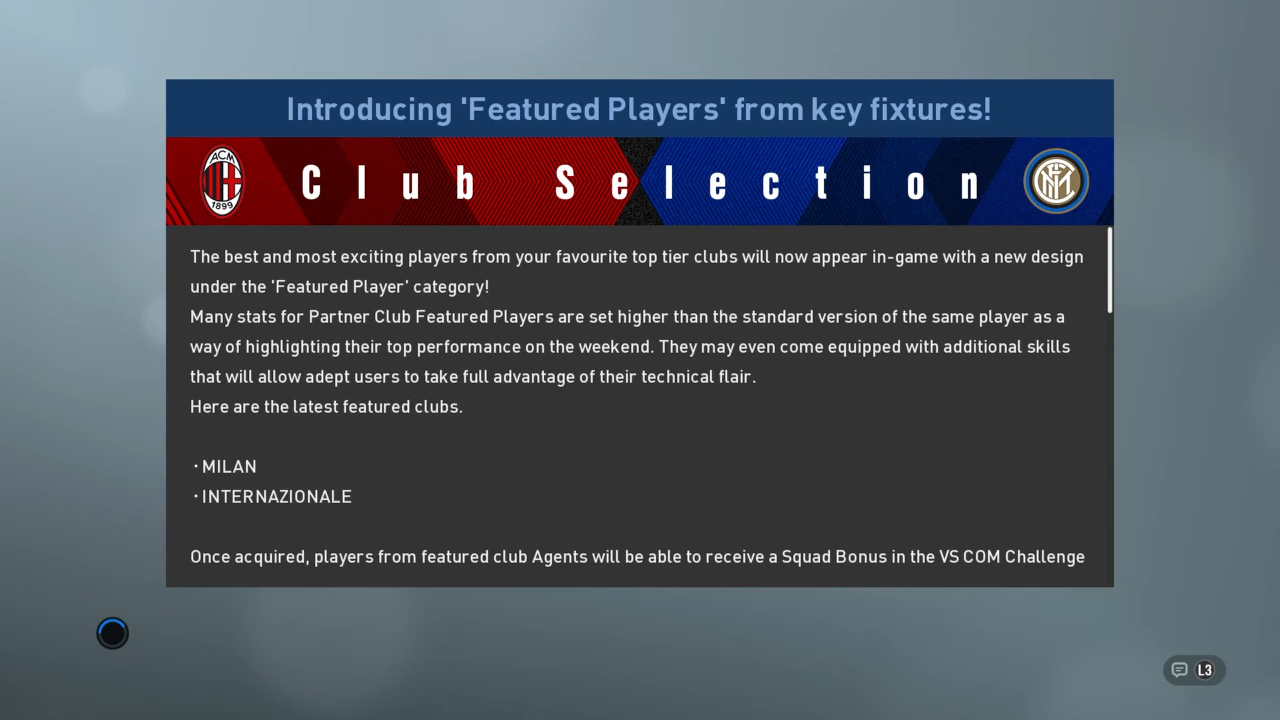 Introducing 'Featured Players' from key fixtures!
ACM
1899
Club Selection
The best and most exciting players from your favourite top tier clubs will now appear in-game with a new design
under the 'Featured Player' category!
Many stats for Partner Club Featured Players are set higher than the standard version of the same player as a
way of highlighting their top performance on the weekend. They may even come equipped with additional skills
that will allow adept users to take full advantage of their technical flair.
Here are the latest featured clubs.
・MILAN
・INTERNAZIONALE
Once acquired, players from featured club Agents will be able to receive a Squad Bonus in the VS COM Challenge
L3